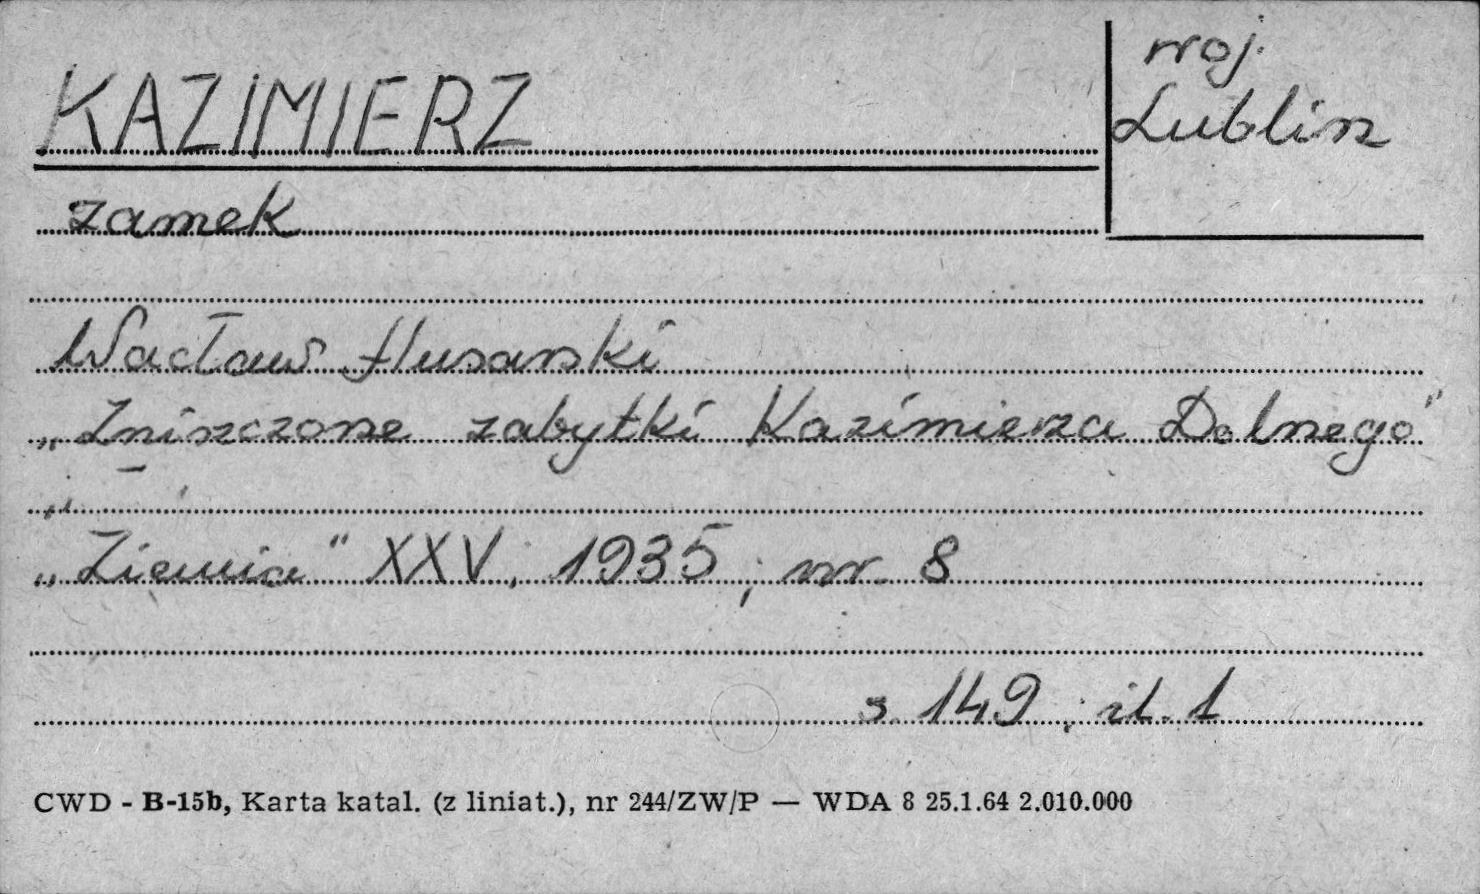 KAZIMIERZ
woj.
Lublin
zamek
Wacław Husarski
„Zniszczone zabytki Kazimierza Dolnego"
„Ziemia" XXV, 1935, nr. 8
s. 149, il. 1
CWD - B-15b, Karta katal. (z liniat.), nr 244/ZW/P — WDA 8 25.1.64 2.010.000